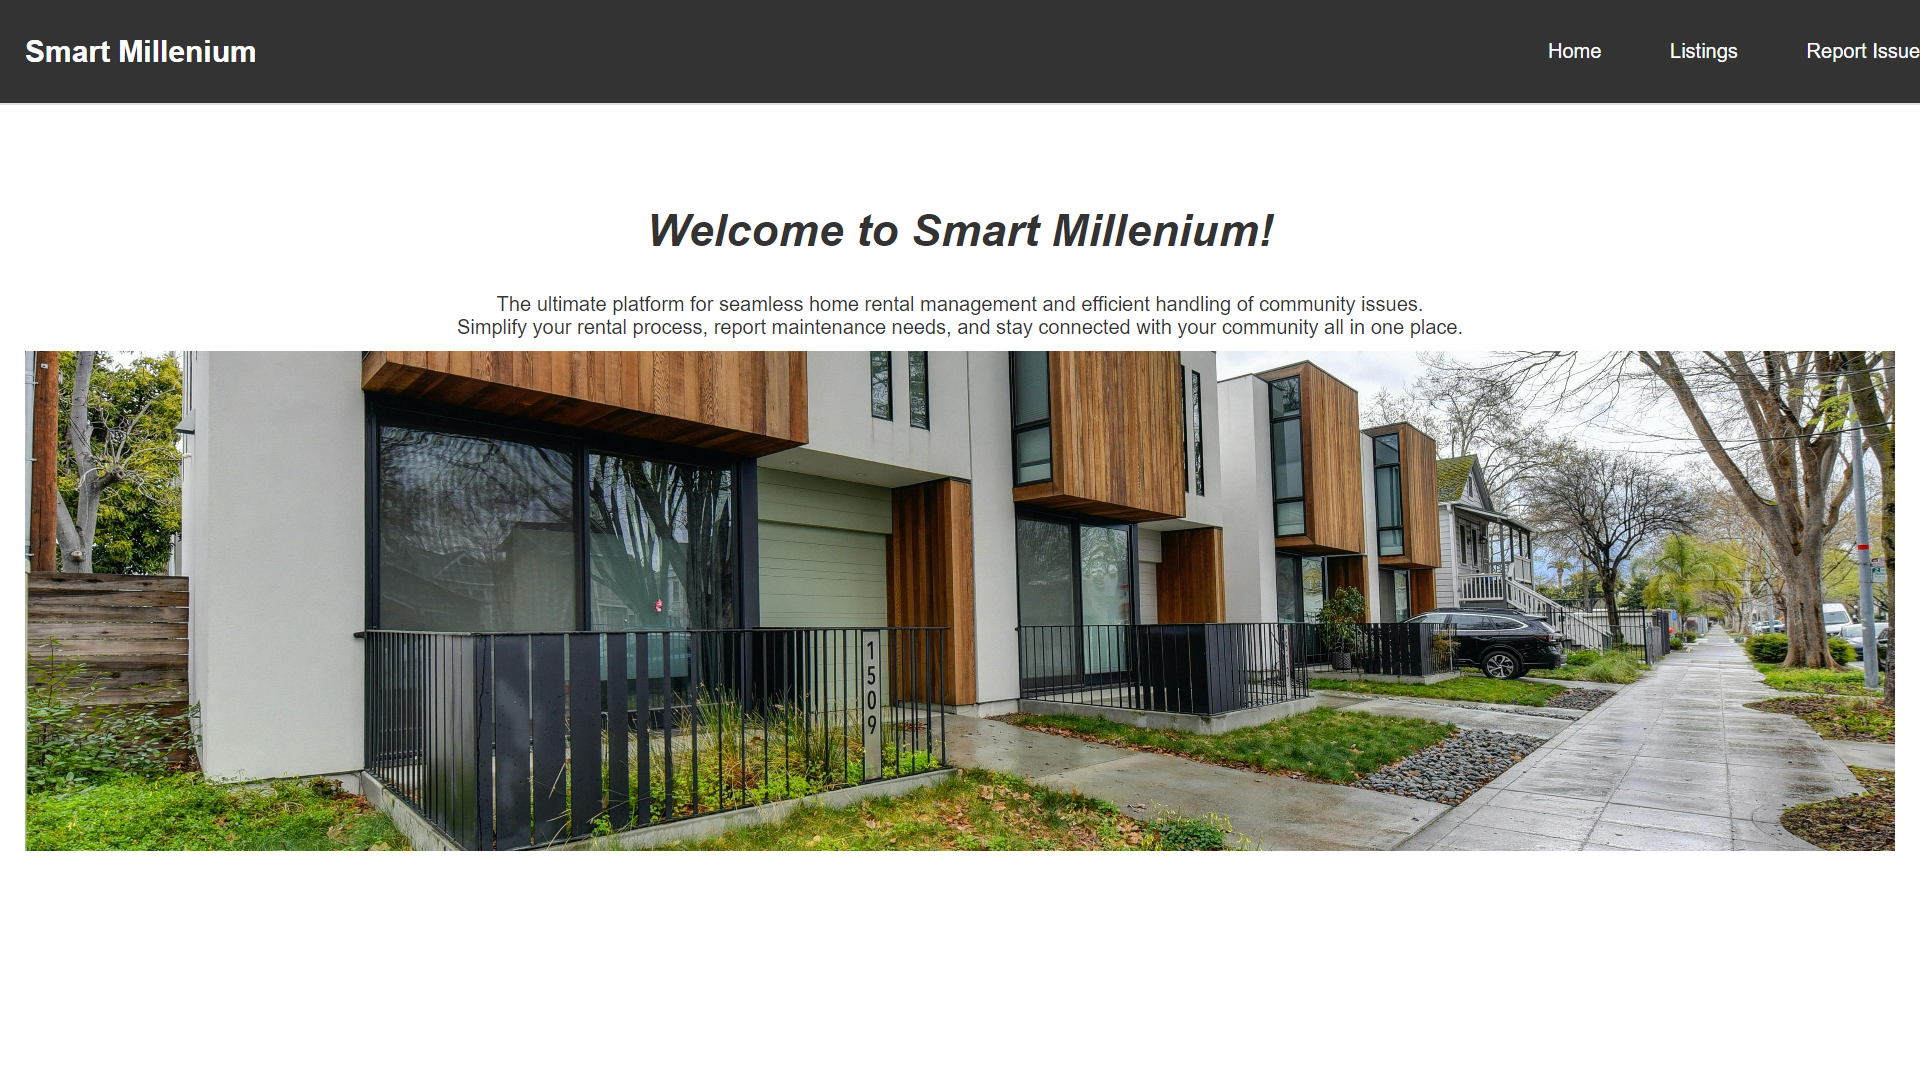 Smart Millenium
Home Listings Report Issue
Welcome to Smart Millenium!
The ultimate platform for seamless home rental management and efficient handling of community issues.
Simplify your rental process, report maintenance needs, and stay connected with your community all in one place.
1509